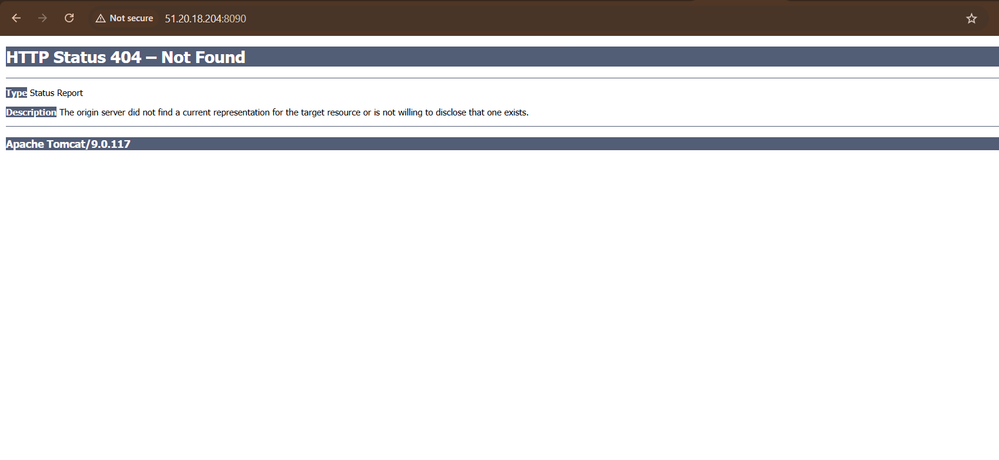 Not secure 51.20.18.204:8090
HTTP Status 404 – Not Found
Type Status Report
Description The origin server did not find a current representation for the target resource or is not willing to disclose that one exists.
Apache Tomcat/9.0.117